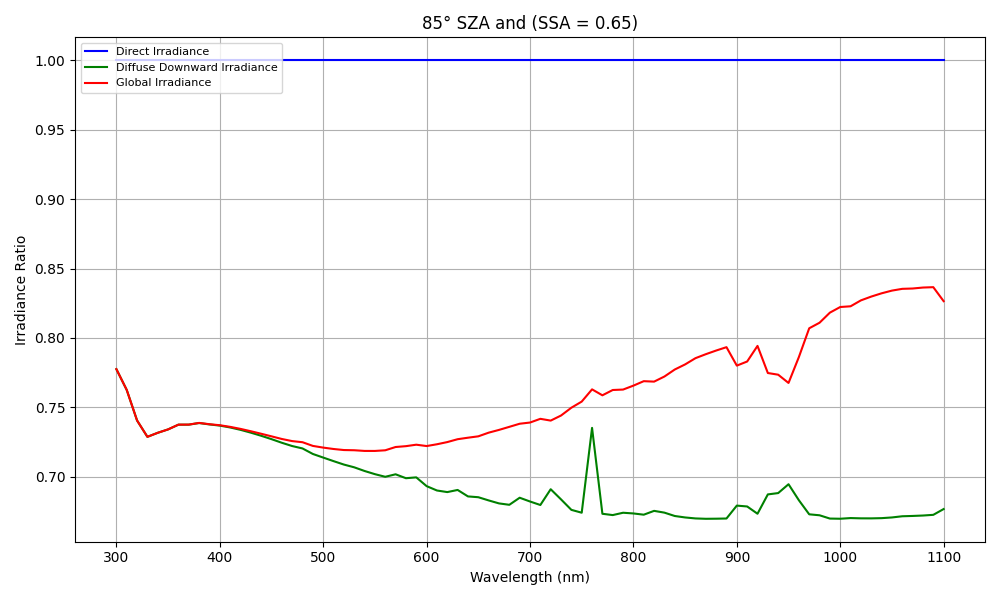 85° SZA and (SSA = 0.65)
Direct Irradiance
Diffuse Downward Irradiance
Global Irradiance
1.00
0.95
0.90
0.85
0.80
0.75
0.70
Irradiance Ratio
300 400 500 600 700 800 900 1000 1100
Wavelength (nm)